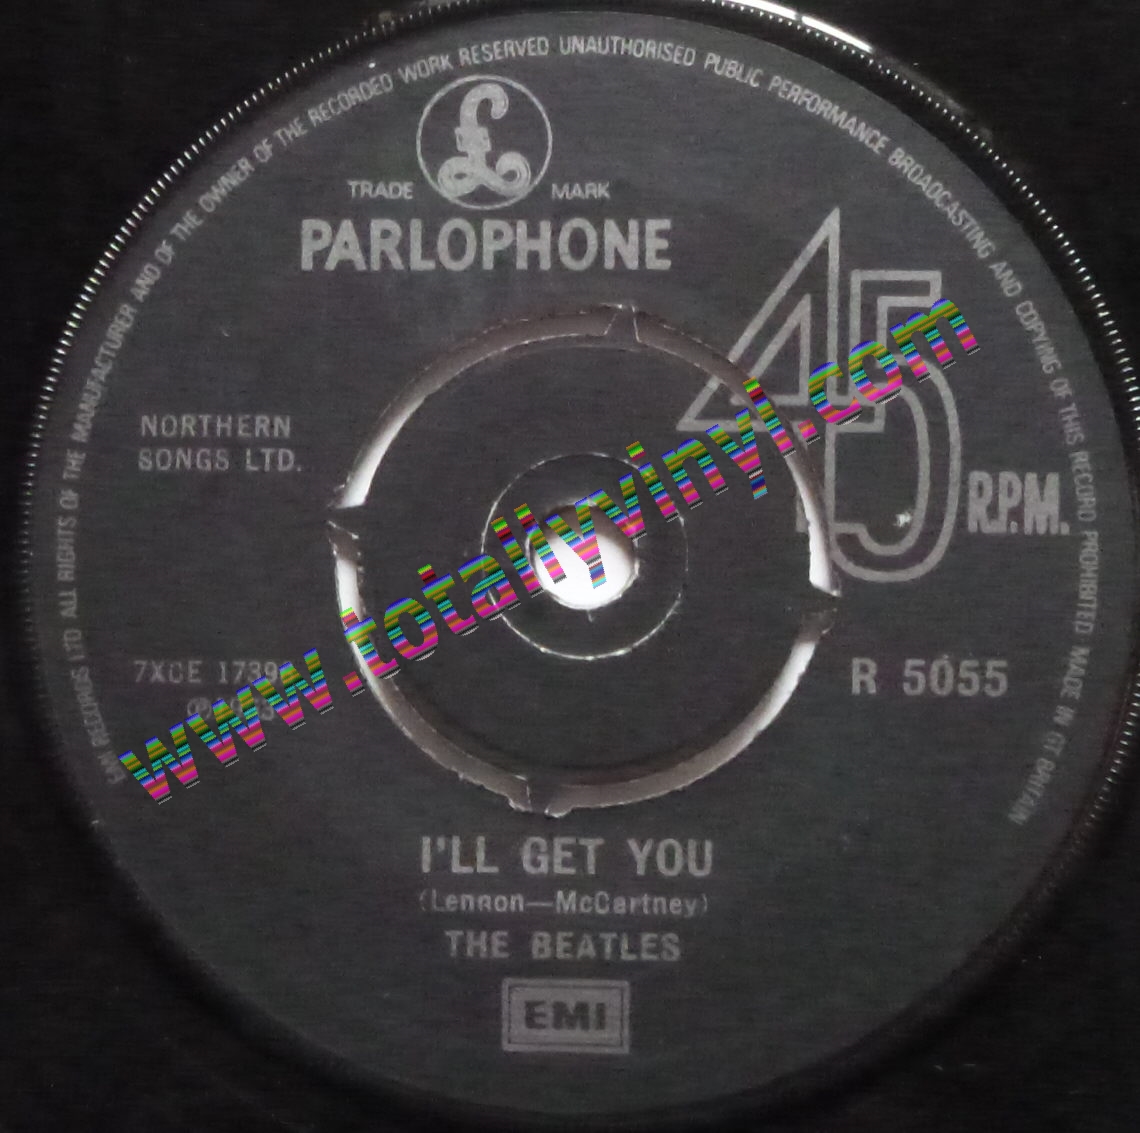 EMI RECORDS LTD ALL RIGHTS OF THE MANUFACTURER AND OF THE OWNER OF THE RECORDED WORK RESERVED UNAUTHORISED PUBLIC PERFORMANCE BROADCASTING AND COPYING OF THIS RECORD PROHIBITED MADE IN GT BRITAIN
£
TRADE MARK
PARLOPHONE
45
R.P.M.
NORTHERN
SONGS LTD.
www.totallyvinyl.com
7XCE
R 5055
I'LL GET YOU
(Lennon—McCartney)
THE BEATLES
EMI